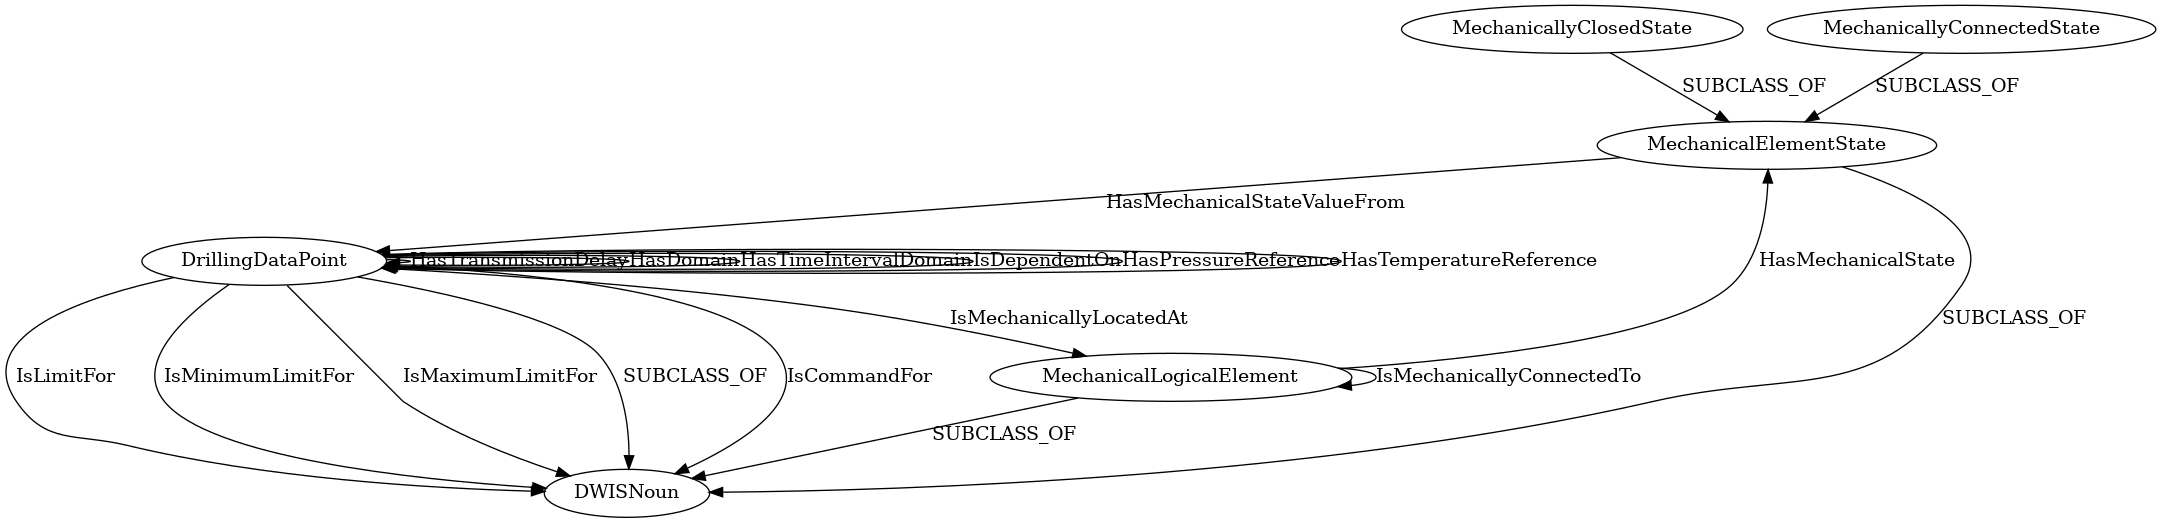 MechanicallyClosedState
MechanicallyConnectedState
SUBCLASS_OF
SUBCLASS_OF
MechanicalElementState
HasMechanicalStateValueFrom
DrillingDataPoint
HasTransmissionDelay
HasDomain
HasTimeIntervalDomain
IsDependentOn
HasPressureReference
HasTemperatureReference
HasMechanicalState
IsMechanicallyLocatedAt
SUBCLASS_OF
IsLimitFor
IsMinimumLimitFor
IsMaximumLimitFor
SUBCLASS_OF
IsCommandFor
MechanicalLogicalElement
IsMechanicallyConnectedTo
SUBCLASS_OF
DWISNoun